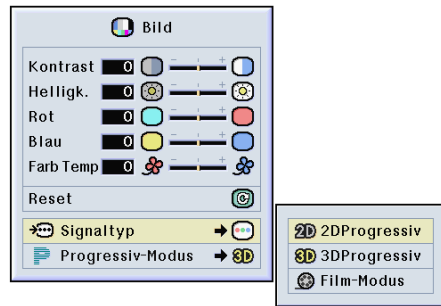 Bild
Kontrast 0
Helligk. 0
Rot 0
Blau 0
Farb Temp 0
Reset
Signaltyp
P Progressiv-Modus 3D
2D 2DProgressiv
3D 3DProgressiv
Film-Modus